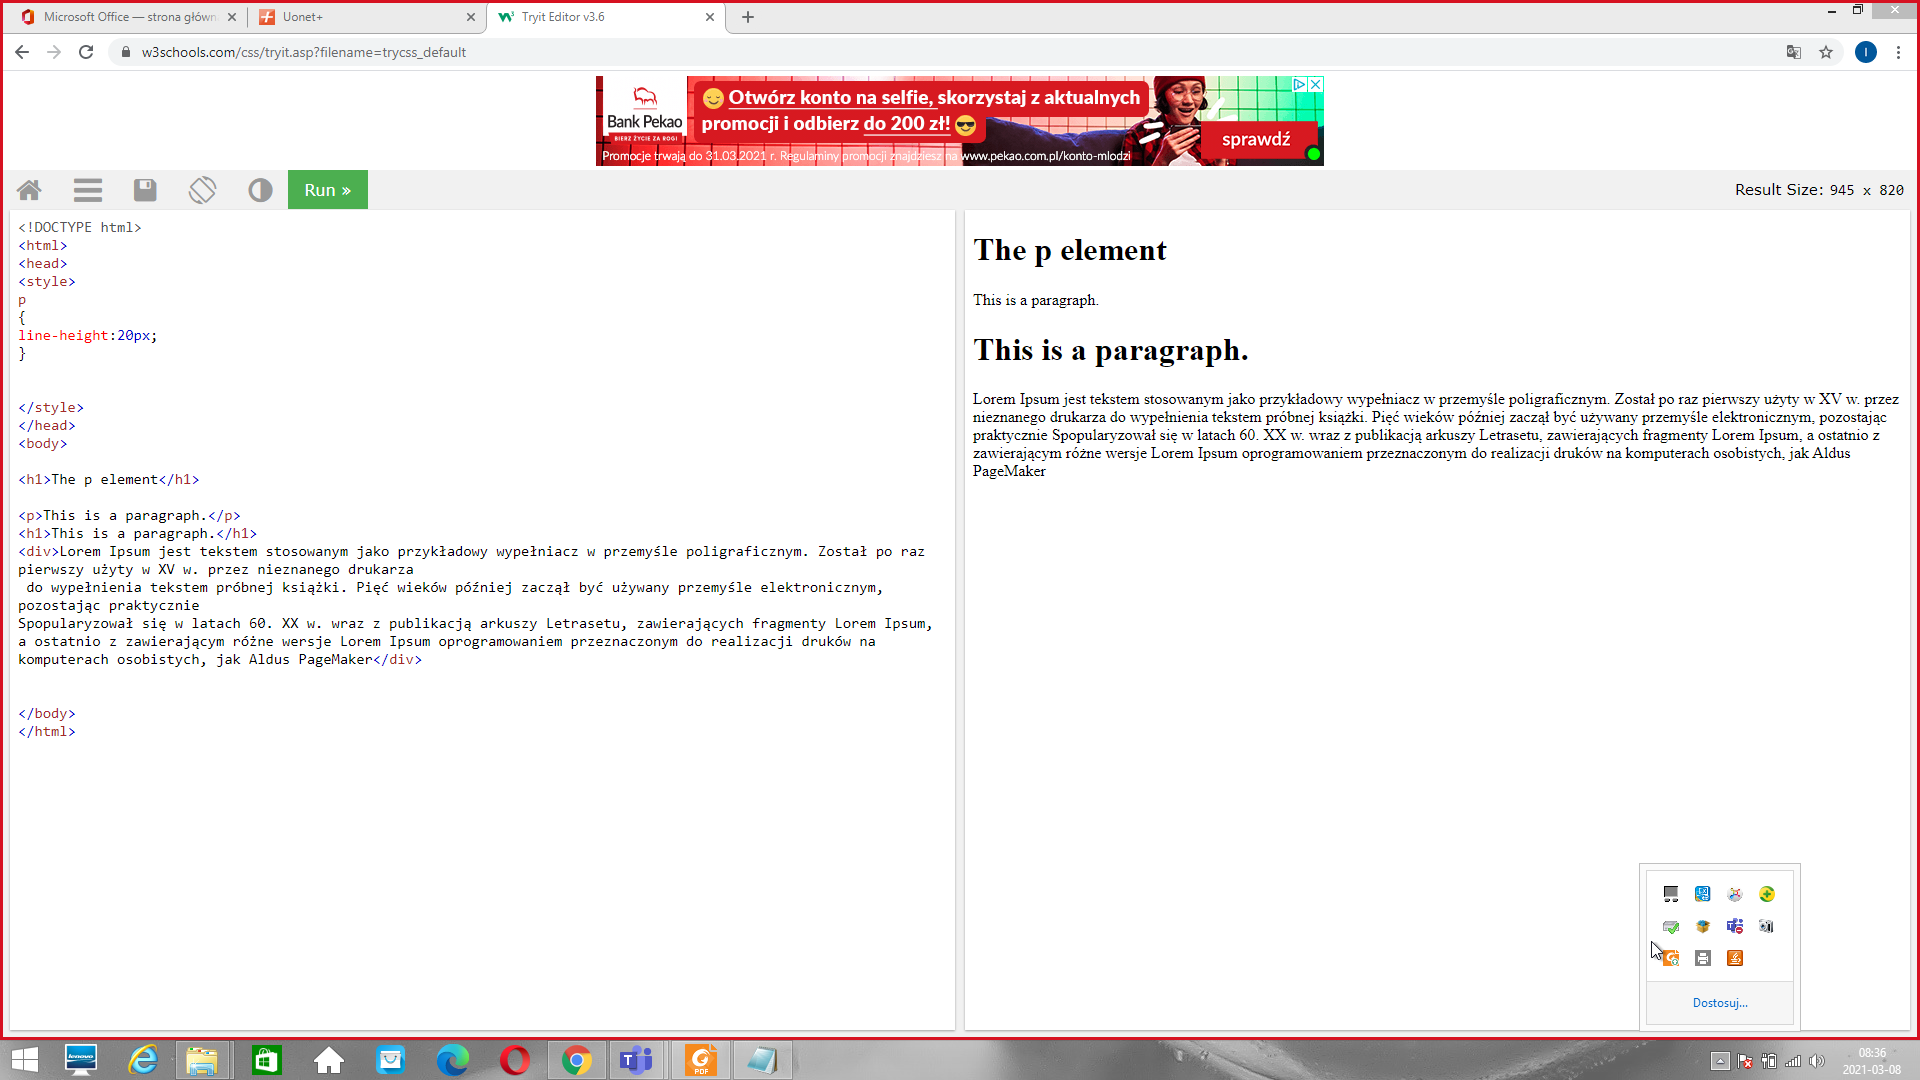 Microsoft Office — strona główn
Uonet+
Tryit Editor v3.6
w3schools.com/css/tryit.asp?filename=trycss_default
I
Bank Pekao
BIERZ ŻYCIE ZA ROGI
Otwórz konto na selfie, skorzystaj z aktualnych
promocji i odbierz do 200 zł!
sprawdź
Promocje trwają do 31.03.2021 r. Regulaminy promocji znajdziesz na www.pekao.com.pl/konto-mlodzi
Run »
Result Size: 945 x 820
<!DOCTYPE html>
<html>
<head>
<style>
p
{
line-height:20px;
}
</style>
</head>
<body>
<h1>The p element</h1>
<p>This is a paragraph.</p>
<h1>This is a paragraph.</h1>
<div>Lorem Ipsum jest tekstem stosowanym jako przykładowy wypełniacz w przemyśle poligraficznym. Został po raz
pierwszy użyty w XV w. przez nieznanego drukarza
do wypełnienia tekstem próbnej książki. Pięć wieków później zaczął być używany przemyśle elektronicznym,
pozostając praktycznie
Spopularyzował się w latach 60. XX w. wraz z publikacją arkuszy Letrasetu, zawierających fragmenty Lorem Ipsum,
a ostatnio z zawierającym różne wersje Lorem Ipsum oprogramowaniem przeznaczonym do realizacji druków na
komputerach osobistych, jak Aldus PageMaker</div>
</body>
</html>
The p element
This is a paragraph.
This is a paragraph.
Lorem Ipsum jest tekstem stosowanym jako przykładowy wypełniacz w przemyśle poligraficznym. Został po raz pierwszy użyty w XV w. przez
nieznanego drukarza do wypełnienia tekstem próbnej książki. Pięć wieków później zaczął być używany przemyśle elektronicznym, pozostając
praktycznie Spopularyzował się w latach 60. XX w. wraz z publikacją arkuszy Letrasetu, zawierających fragmenty Lorem Ipsum, a ostatnio z
zawierającym różne wersje Lorem Ipsum oprogramowaniem przeznaczonym do realizacji druków na komputerach osobistych, jak Aldus
PageMaker
Dostosuj...
lenovo
PDF
08:36
2021-03-08